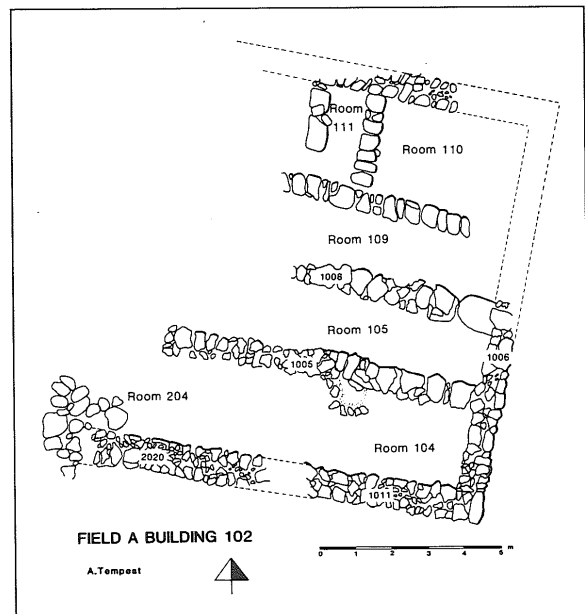 Room
111
Room 110
Room 109
1008
Room 105
1006
1005
Room 204
Room 104
2020
1011
FIELD A BUILDING 102
A.Tempest
0 1 2 3 4 5 m